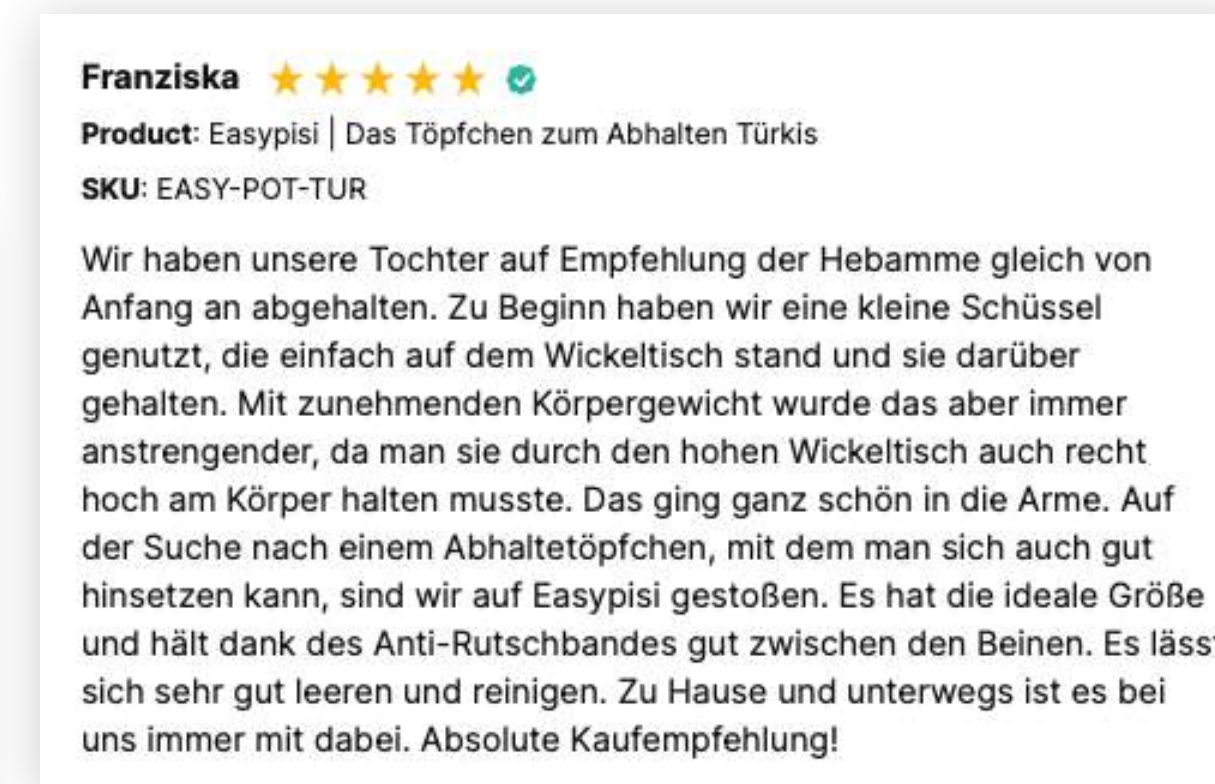 Franziska
Product: Easypisi | Das Töpfchen zum Abhalten Türkis
SKU: EASY-POT-TUR
Wir haben unsere Tochter auf Empfehlung der Hebamme gleich von
Anfang an abgehalten. Zu Beginn haben wir eine kleine Schüssel
genutzt, die einfach auf dem Wickeltisch stand und sie darüber
gehalten. Mit zunehmenden Körpergewicht wurde das aber immer
anstrengender, da man sie durch den hohen Wickeltisch auch recht
hoch am Körper halten musste. Das ging ganz schön in die Arme. Auf
der Suche nach einem Abhaltetöpfchen, mit dem man sich auch gut
hinsetzen kann, sind wir auf Easypisi gestoßen. Es hat die ideale Größe
und hält dank des Anti-Rutschbandes gut zwischen den Beinen. Es lässt
sich sehr gut leeren und reinigen. Zu Hause und unterwegs ist es bei
uns immer mit dabei. Absolute Kaufempfehlung!